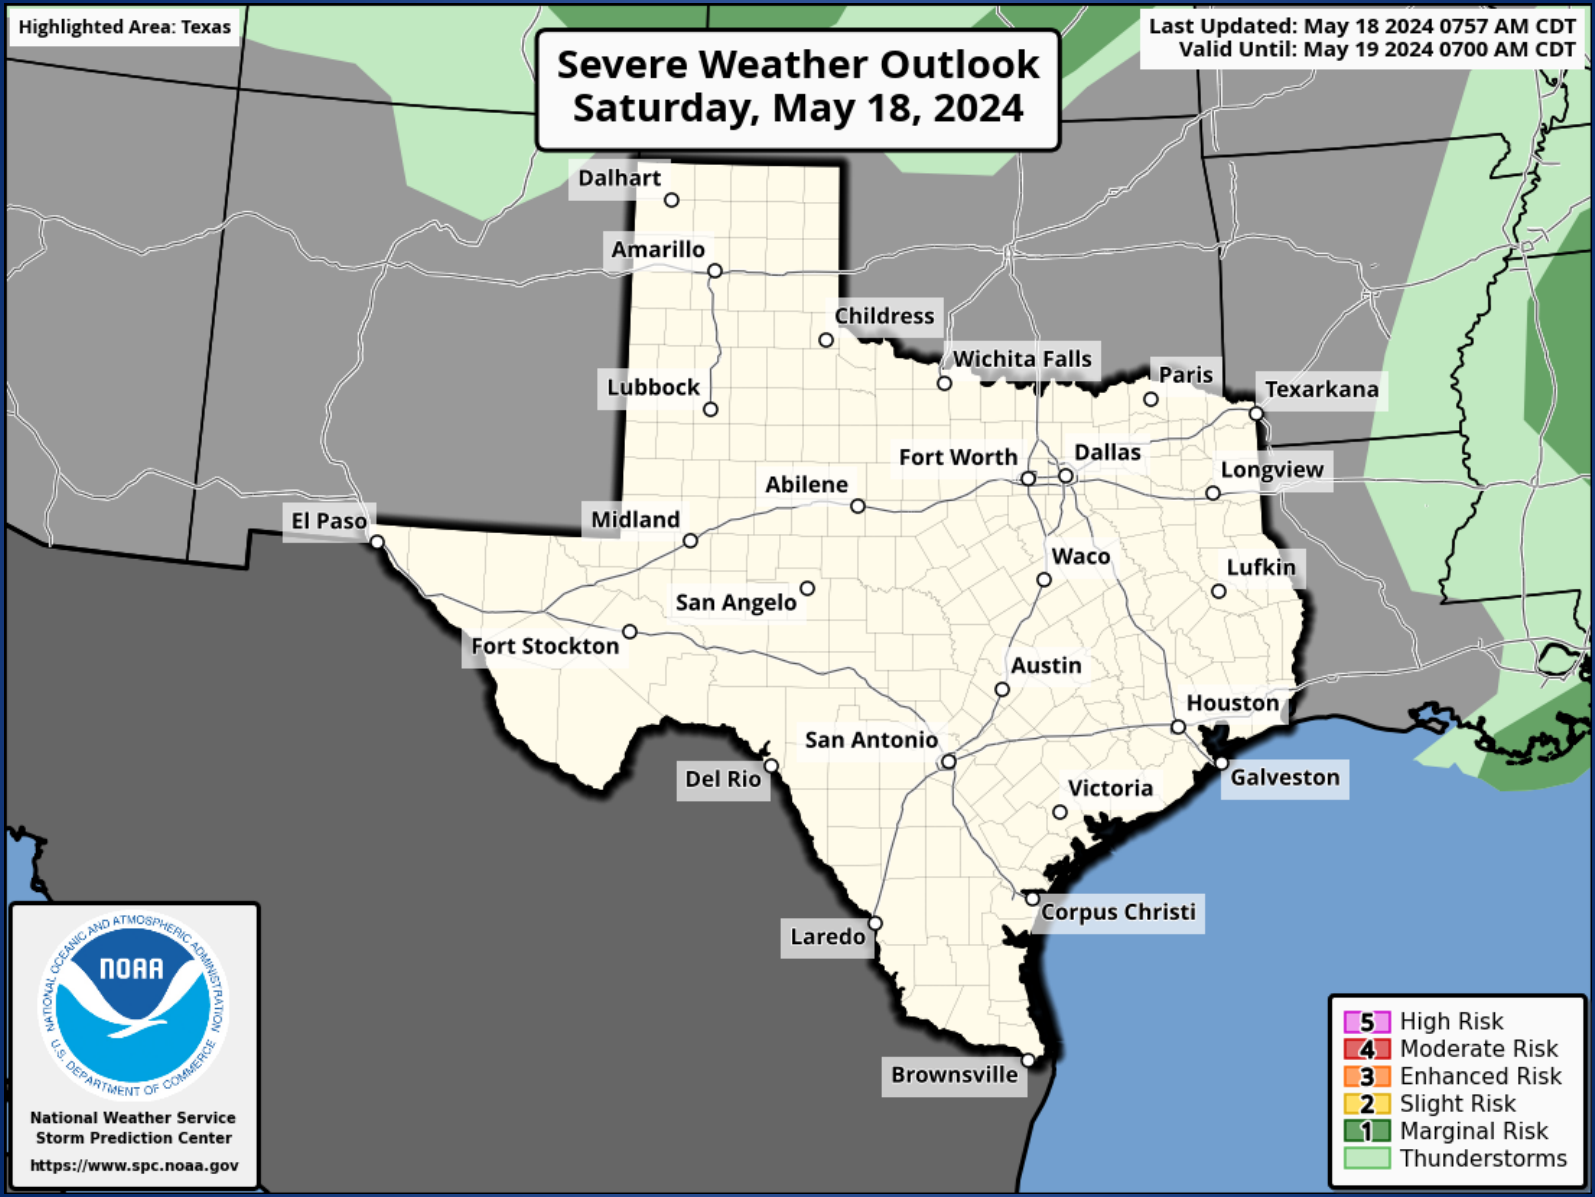 Highlighted Area: Texas
Severe Weather Outlook
Saturday, May 18, 2024
Last Updated: May 18 2024 0757 AM CDT
Valid Until: May 19 2024 0700 AM CDT
Dalhart
Amarillo
Childress
Wichita Falls
Paris
Texarkana
Lubbock
Fort Worth
Dallas
Longview
Abilene
El Paso
Midland
Waco
Lufkin
San Angelo
Fort Stockton
Austin
Houston
San Antonio
Del Rio
Galveston
Victoria
Corpus Christi
Laredo
Brownsville
NATIONAL OCEANIC AND ATMOSPHERIC ADMINISTRATION
NOAA
U.S. DEPARTMENT OF COMMERCE
National Weather Service
Storm Prediction Center
https://www.spc.noaa.gov
5 High Risk
4 Moderate Risk
3 Enhanced Risk
2 Slight Risk
1 Marginal Risk
Thunderstorms